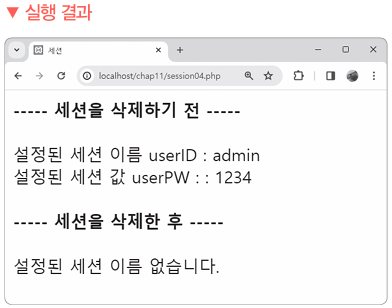 ▼ 실행 결과
세션
localhost/chap11/session04.php
----- 세션을 삭제하기 전 -----
설정된 세션 이름 userID : admin
설정된 세션 값 userPW : : 1234
----- 세션을 삭제한 후 -----
설정된 세션 이름 없습니다.